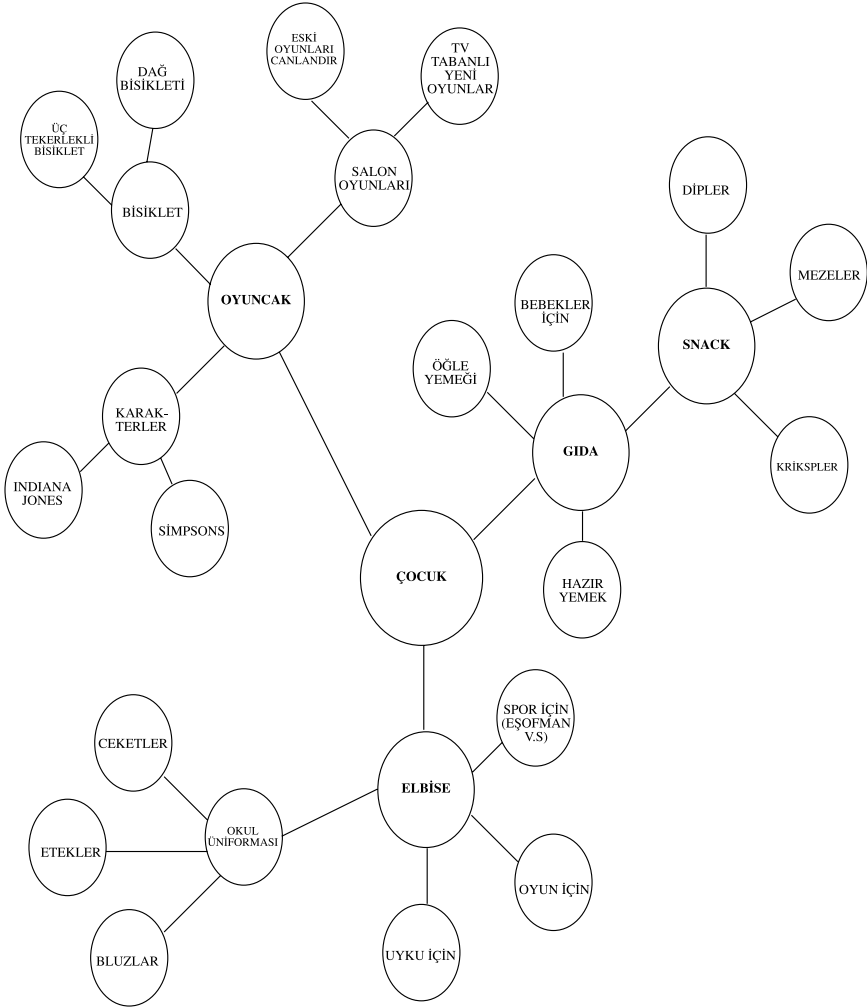 ESKİ
OYUNLARI
CANLANDIR
TV
TABANLI
YENİ
OYUNLAR
DAĞ
BİSİKLETİ
ÜÇ
TEKERLEKLİ
BİSİKLET
SALON
OYUNLARI
BİSİKLET
OYUNCAK
DİPLER
MEZELER
BEBEKLER
İÇİN
SNACK
ÖĞLE
YEMEĞİ
KARAK-
TERLER
GIDA
KRİKSPLER
INDIANA
JONES
SİMPSONS
ÇOCUK
HAZIR
YEMEK
SPOR İÇİN
(EŞOFMAN
V.S)
CEKETLER
ELBİSE
OKUL
ÜNİFORMASI
ETEKLER
OYUN İÇİN
UYKU İÇİN
BLUZLAR